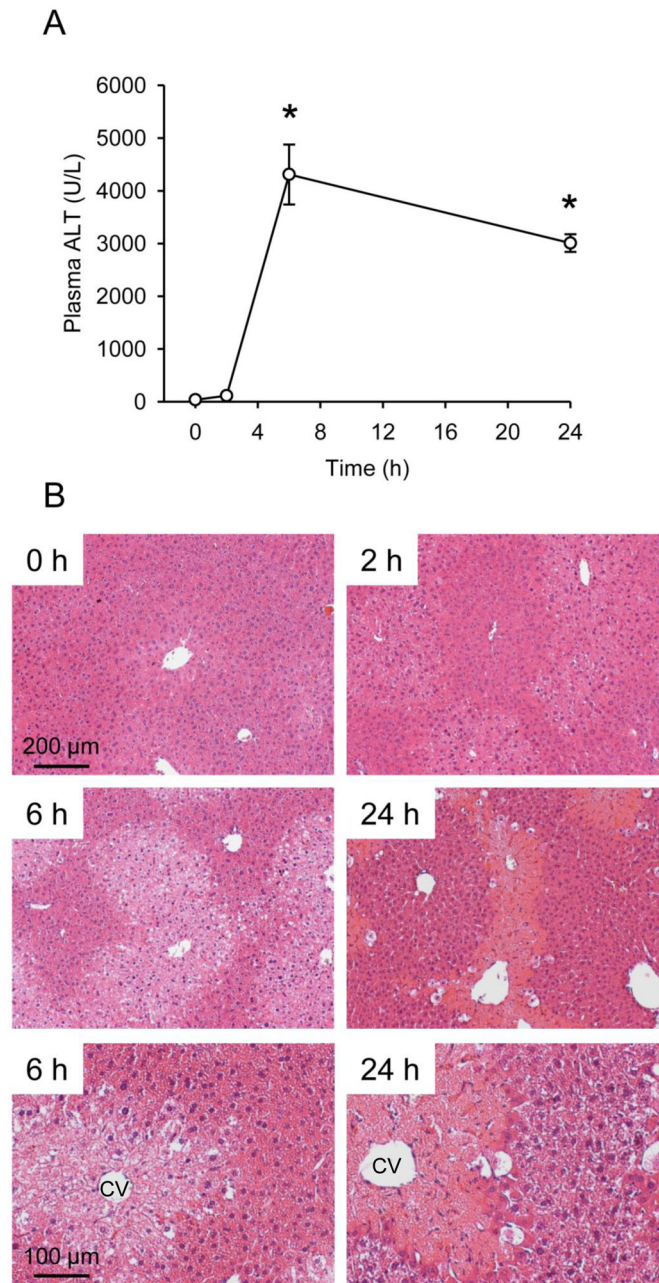 A
6000
5000
4000
3000
2000
1000
0
Plasma ALT (U/L)
*
*
0 4 8 12 16 20 24
Time (h)
B
0 h
2 h
200 µm
6 h
24 h
6 h
24 h
CV
CV
100 µm